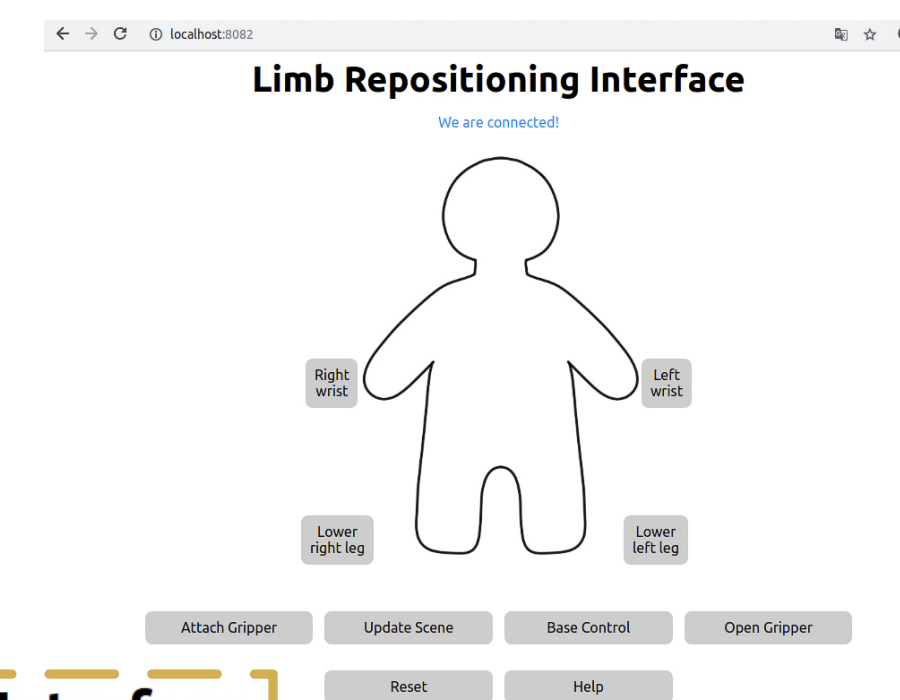 localhost:8082
Limb Repositioning Interface
We are connected!
Right
wrist
Left
wrist
Lower
right leg
Lower
left leg
Attach Gripper
Update Scene
Base Control
Open Gripper
Reset
Help